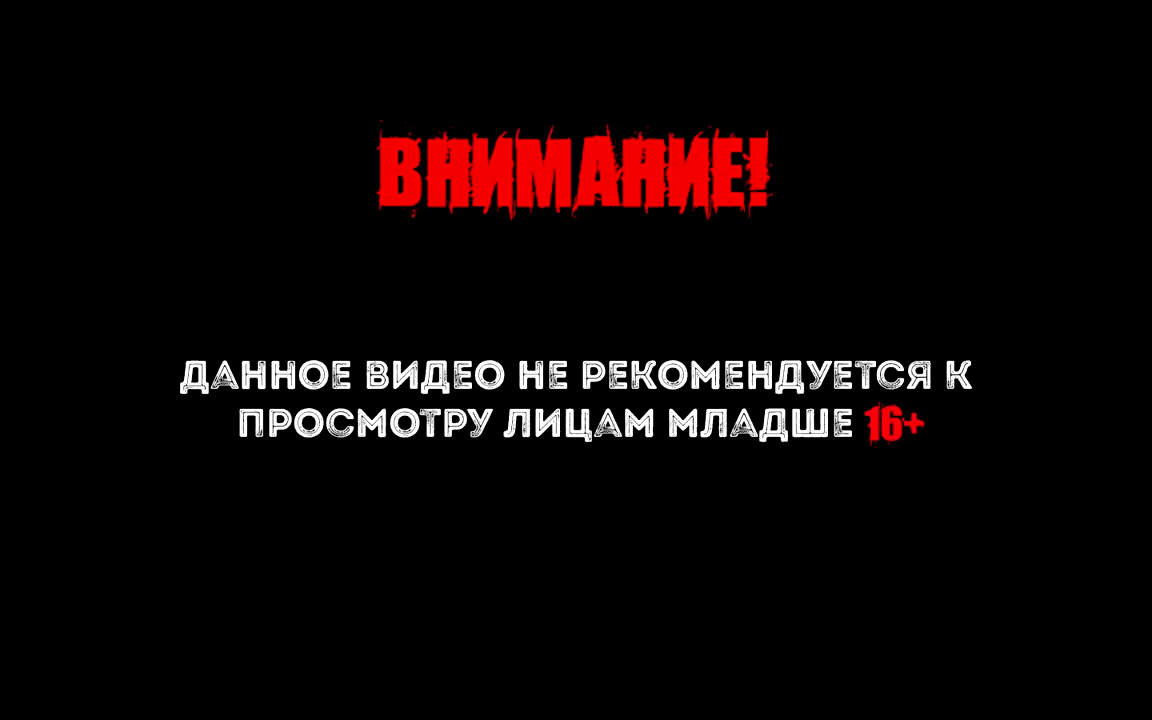 ВНИМАНИЕ!
ДАННОЕ ВИДЕО НЕ РЕКОМЕНДУЕТСЯ К
ПРОСМОТРУ ЛИЦАМ МЛАДШЕ 16+